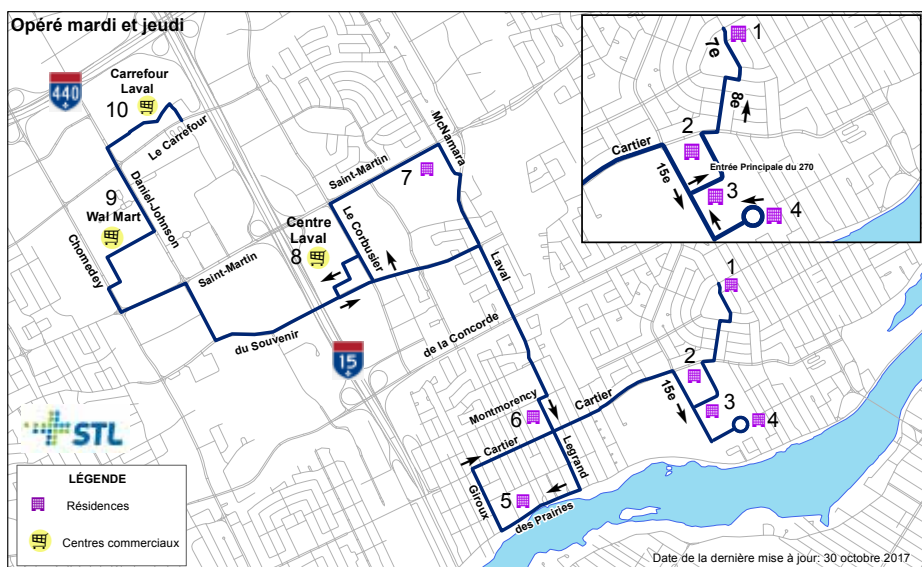 Opéré mardi et jeudi
440
Carrefour
Laval
10
Le Carrefour
9
Wal Mart
Daniel-Johnson
Chomedey
Saint-Martin
du Souvenir
Saint-Martin
Le Corbusier
Centre
Laval
8
7
McNamara
Laval
de la Concorde
15
Montmorency
6
Cartier
Cartier
Legrand
Giroux
5
des Prairies
1
2
15e
3
4
1
7e
8e
2
Cartier
15e
Entrée Principale du 270
3
4
STL
LÉGENDE
Résidences
Centres commerciaux
Date de la dernière mise à jour: 30 octobre 2017